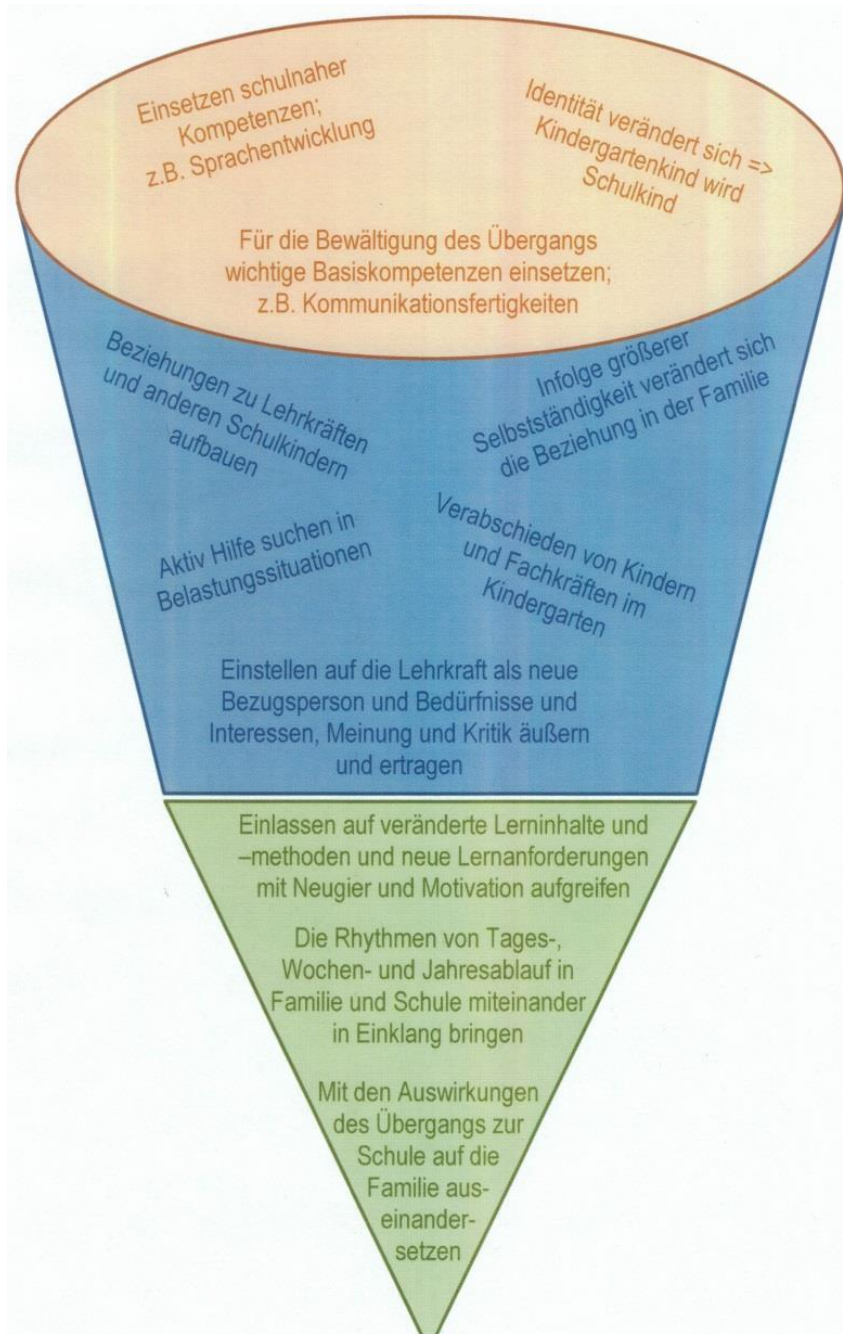 Einsetzen schulnaher
Kompetenzen;
z.B. Sprachentwicklung
Identität verändert sich =>
Kindergartenkind wird
Schulkind
Für die Bewältigung des Übergangs
wichtige Basiskompetenzen einsetzen;
z.B. Kommunikationsfertigkeiten
Beziehungen zu Lehrkräften
und anderen Schulkindern
aufbauen
Infolge größerer
Selbstständigkeit verändert sich
die Beziehung in der Familie
Aktiv Hilfe suchen in
Belastungssituationen
Verabschieden von Kindern
und Fachkräften im
Kindergarten
Einstellen auf die Lehrkraft als neue
Bezugsperson und Bedürfnisse und
Interessen, Meinung und Kritik äußern
und ertragen
Einlassen auf veränderte Lerninhalte und
–methoden und neue Lernanforderungen
mit Neugier und Motivation aufgreifen
Die Rhythmen von Tages-,
Wochen- und Jahresablauf in
Familie und Schule miteinander
in Einklang bringen
Mit den Auswirkungen
des Übergangs zur
Schule auf die
Familie aus-
einander-
setzen